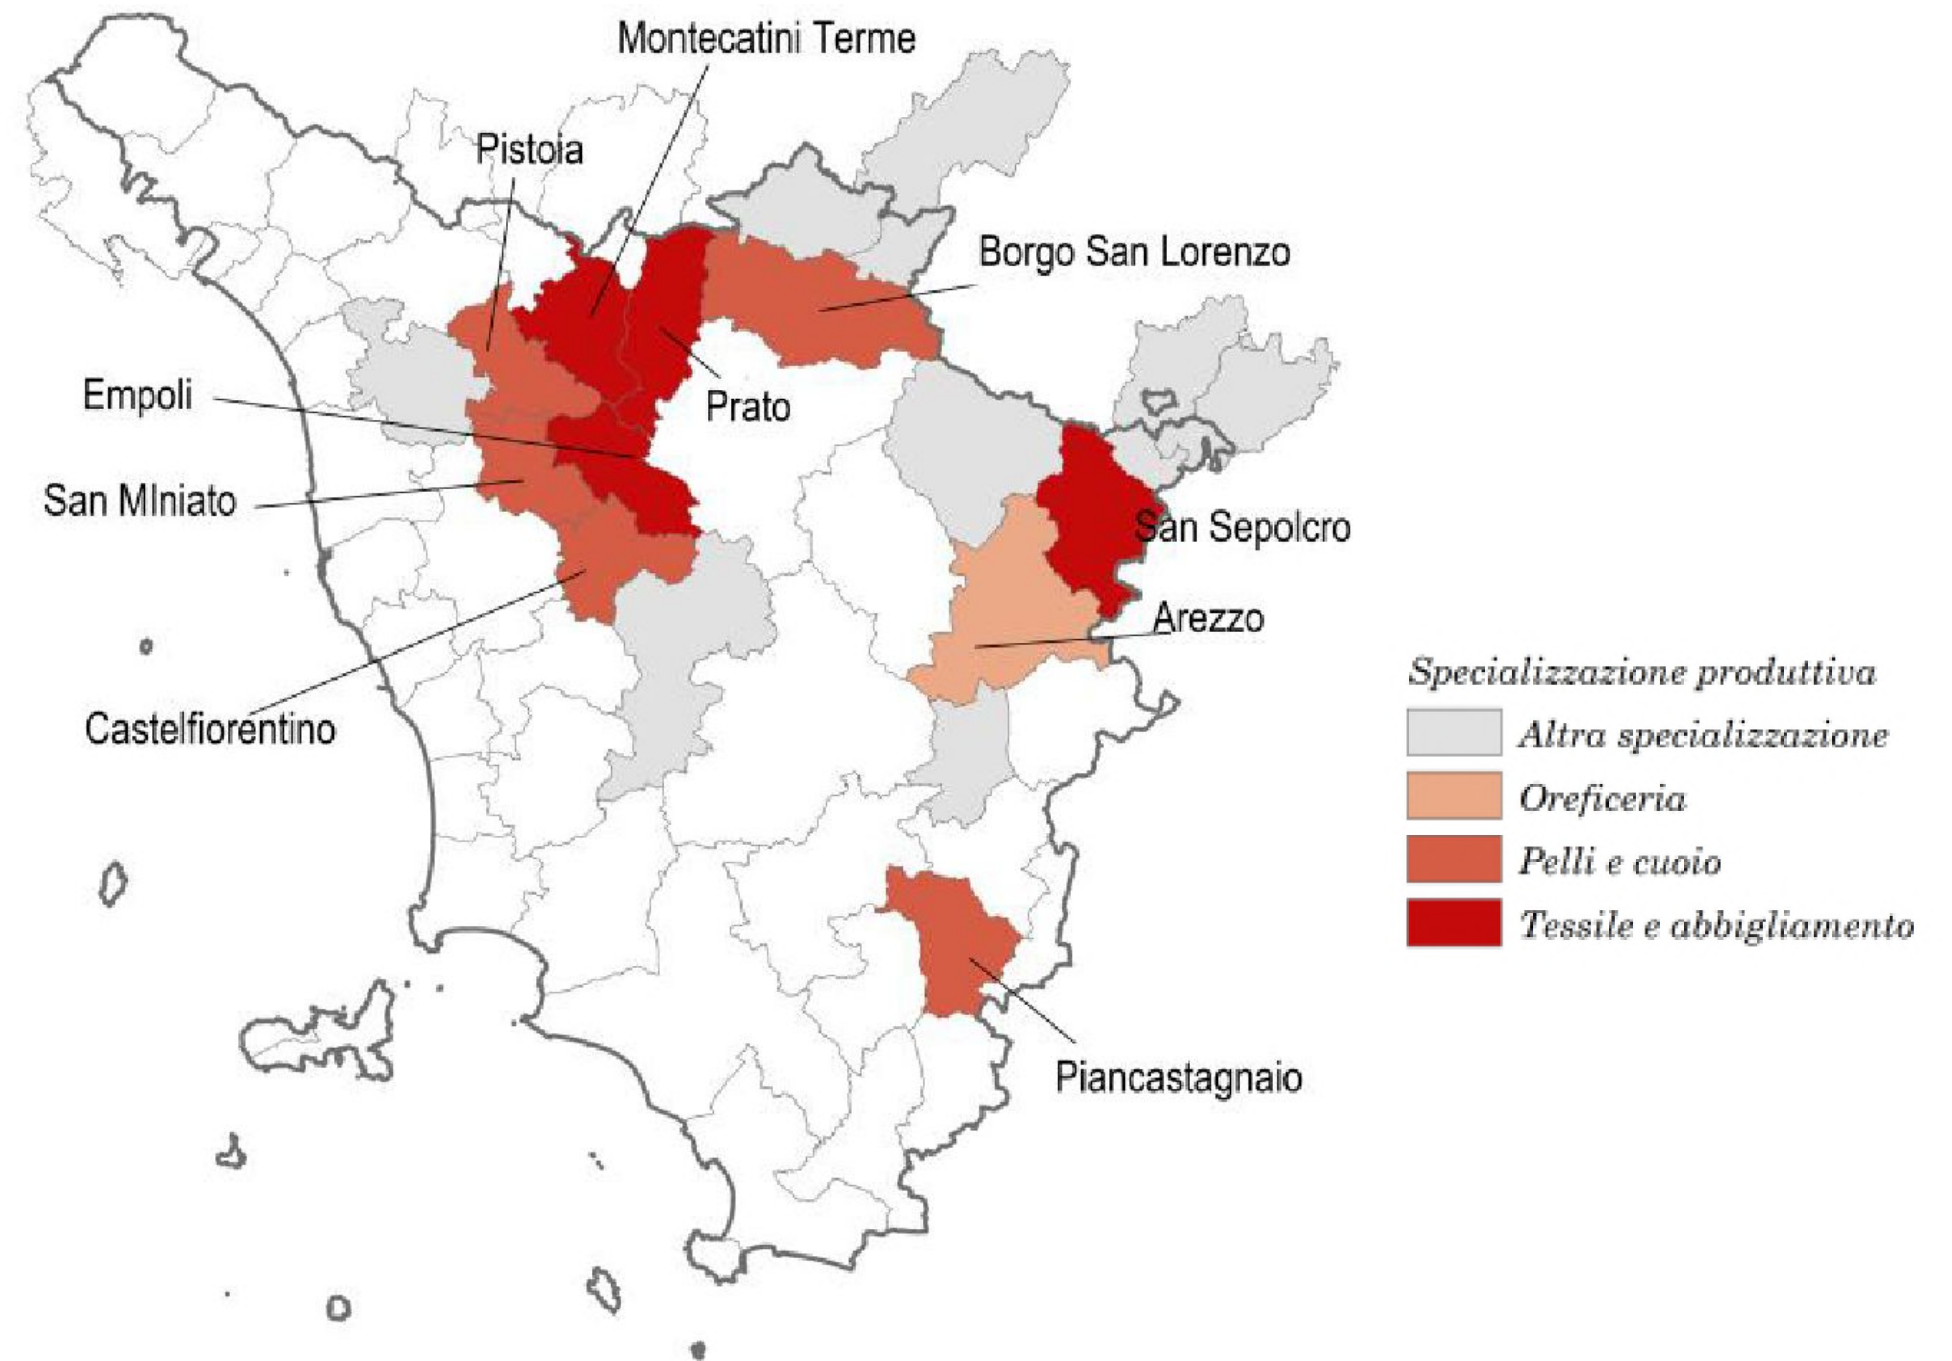 Montecatini Terme
Pistoia
Borgo San Lorenzo
Empoli
Prato
San MIniato
San Sepolcro
Arezzo
Castelfiorentino
Piancastagnaio
Specializzazione produttiva
Altra specializzazione
Oreficeria
Pelli e cuoio
Tessile e abbigliamento